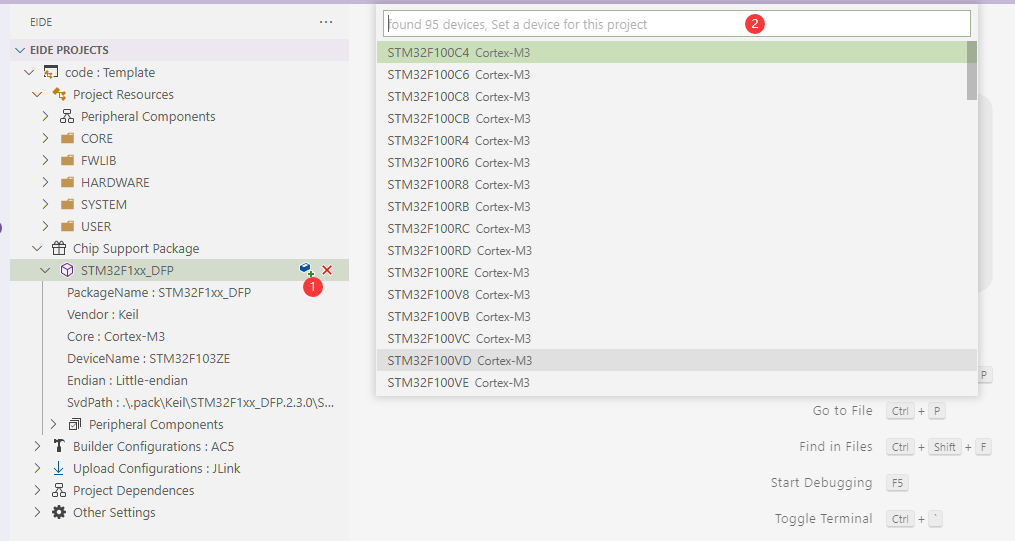 EIDE
EIDE PROJECTS
code : Template
Project Resources
Peripheral Components
CORE
FWLIB
HARDWARE
SYSTEM
USER
Chip Support Package
STM32F1xx_DFP
1
PackageName : STM32F1xx_DFP
Vendor : Keil
Core : Cortex-M3
DeviceName : STM32F103ZE
Endian : Little-endian
SvdPath : .\.pack\Keil\STM32F1xx_DFP.2.3.0\S...
Peripheral Components
Builder Configurations : AC5
Upload Configurations : JLink
Project Dependences
Other Settings
found 95 devices, Set a device for this project
2
STM32F100C4 Cortex-M3
STM32F100C6 Cortex-M3
STM32F100C8 Cortex-M3
STM32F100CB Cortex-M3
STM32F100R4 Cortex-M3
STM32F100R6 Cortex-M3
STM32F100R8 Cortex-M3
STM32F100RB Cortex-M3
STM32F100RC Cortex-M3
STM32F100RD Cortex-M3
STM32F100RE Cortex-M3
STM32F100V8 Cortex-M3
STM32F100VB Cortex-M3
STM32F100VC Cortex-M3
STM32F100VD Cortex-M3
STM32F100VE Cortex-M3
P
Go to File Ctrl + P
Find in Files Ctrl + Shift + F
Start Debugging F5
Toggle Terminal Ctrl + `